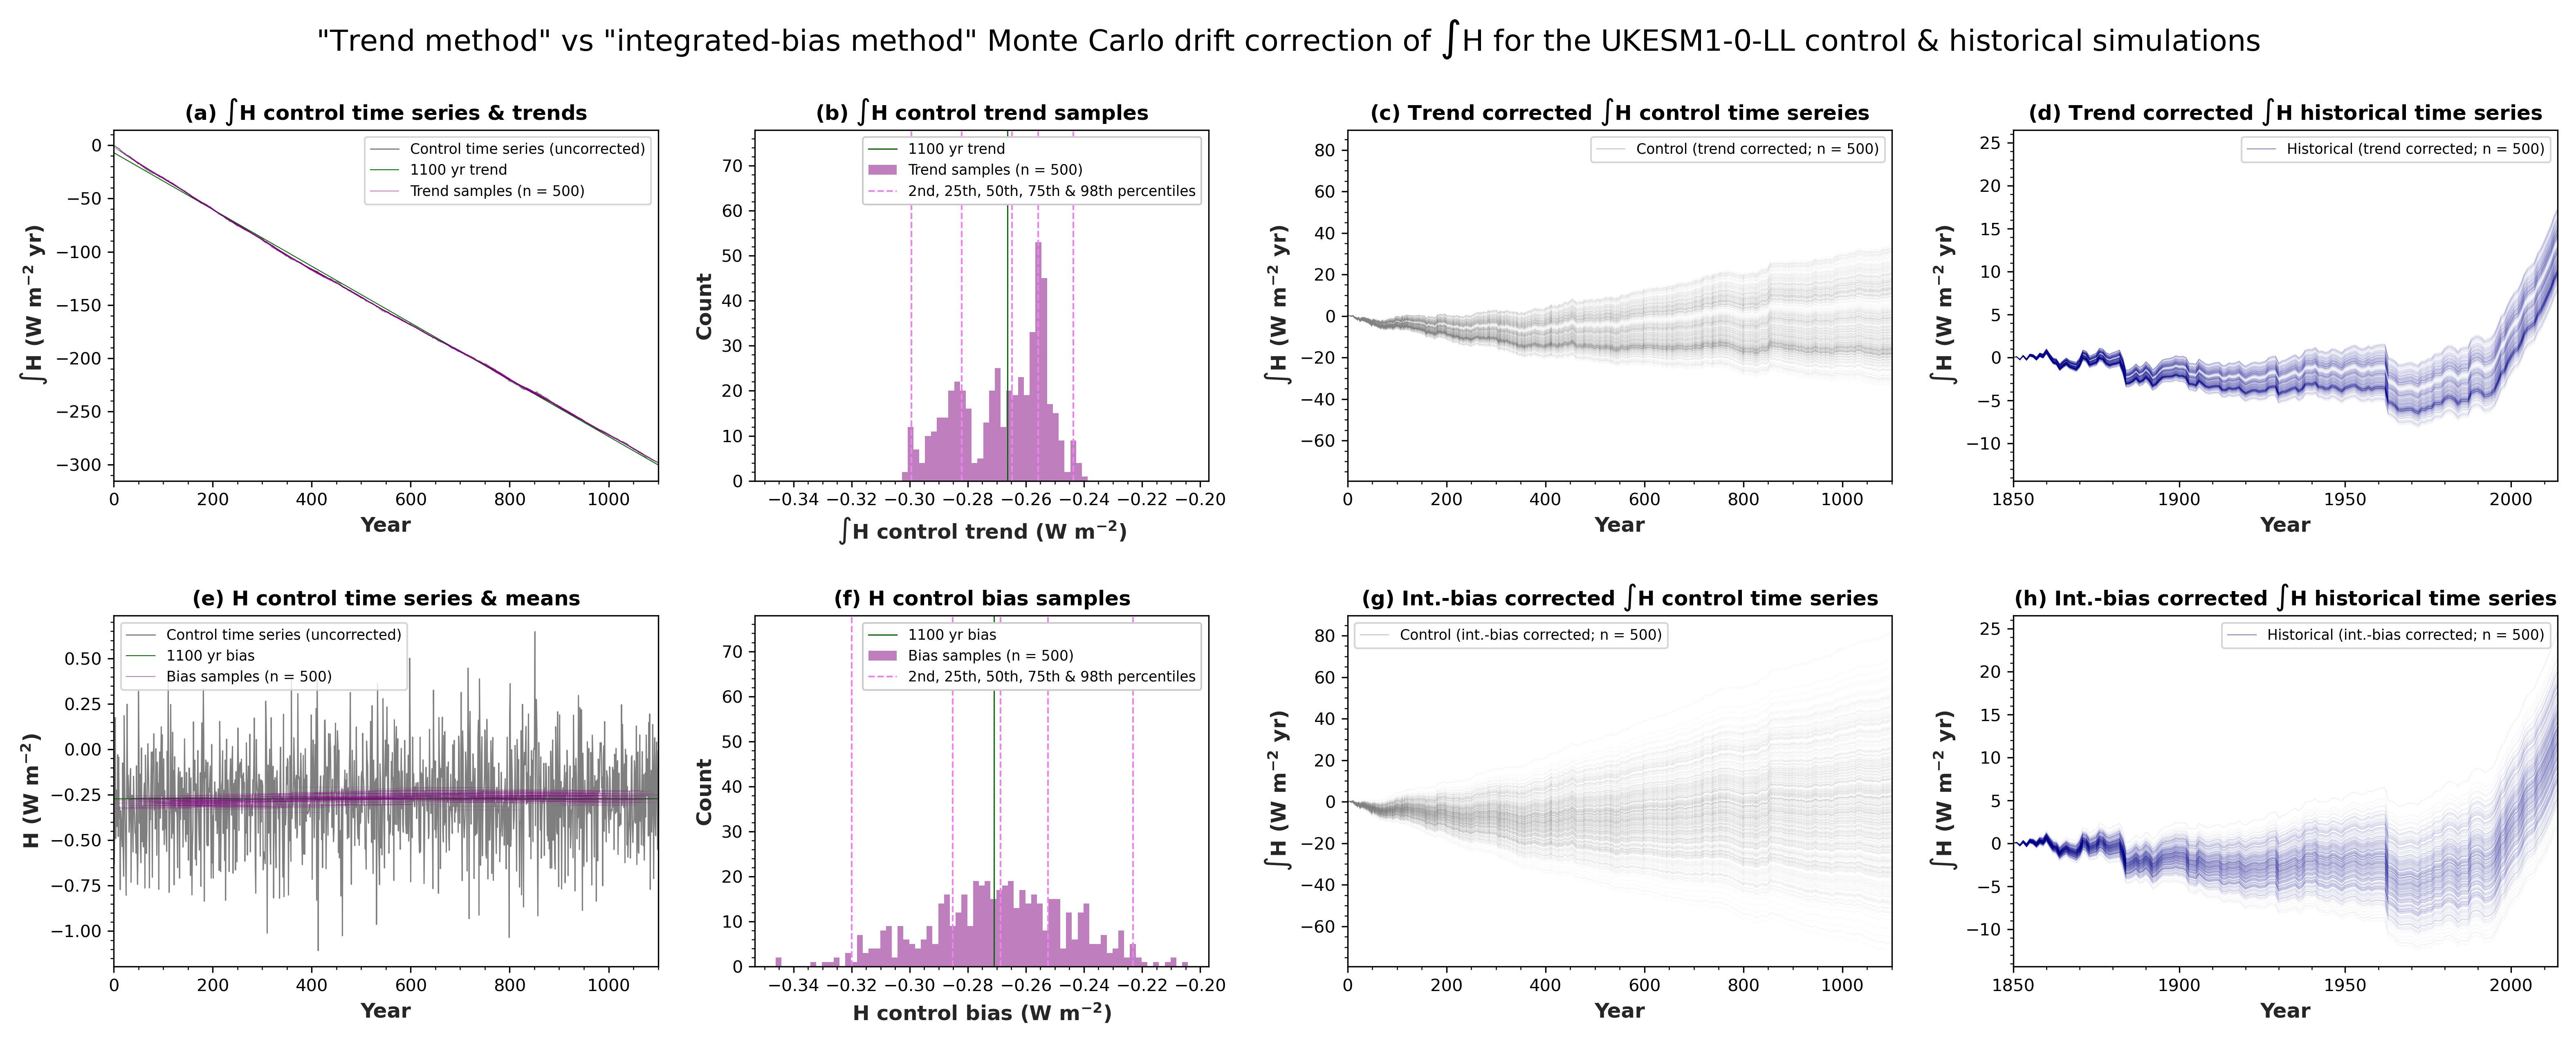 "Trend method" vs "integrated-bias method" Monte Carlo drift correction of ∫H for the UKESM1-0-LL control & historical simulations
(a) ∫H control time series & trends
Control time series (uncorrected)
1100 yr trend
Trend samples (n = 500)
∫H (W m⁻² yr)
0
−50
−100
−150
−200
−250
−300
0 200 400 600 800 1000
Year
(b) ∫H control trend samples
1100 yr trend
Trend samples (n = 500)
2nd, 25th, 50th, 75th & 98th percentiles
Count
70
60
50
40
30
20
10
0
−0.34 −0.32 −0.30 −0.28 −0.26 −0.24 −0.22 −0.20
∫H control trend (W m⁻²)
(c) Trend corrected ∫H control time sereies
Control (trend corrected; n = 500)
∫H (W m⁻² yr)
80
60
40
20
0
−20
−40
−60
0 200 400 600 800 1000
Year
(d) Trend corrected ∫H historical time series
Historical (trend corrected; n = 500)
∫H (W m⁻² yr)
25
20
15
10
5
0
−5
−10
1850 1900 1950 2000
Year
(e) H control time series & means
Control time series (uncorrected)
1100 yr bias
Bias samples (n = 500)
H (W m⁻²)
0.50
0.25
0.00
−0.25
−0.50
−0.75
−1.00
0 200 400 600 800 1000
Year
(f) H control bias samples
1100 yr bias
Bias samples (n = 500)
2nd, 25th, 50th, 75th & 98th percentiles
Count
70
60
50
40
30
20
10
0
−0.34 −0.32 −0.30 −0.28 −0.26 −0.24 −0.22 −0.20
H control bias (W m⁻²)
(g) Int.-bias corrected ∫H control time series
Control (int.-bias corrected; n = 500)
∫H (W m⁻² yr)
80
60
40
20
0
−20
−40
−60
0 200 400 600 800 1000
Year
(h) Int.-bias corrected ∫H historical time series
Historical (int.-bias corrected; n = 500)
∫H (W m⁻² yr)
25
20
15
10
5
0
−5
−10
1850 1900 1950 2000
Year